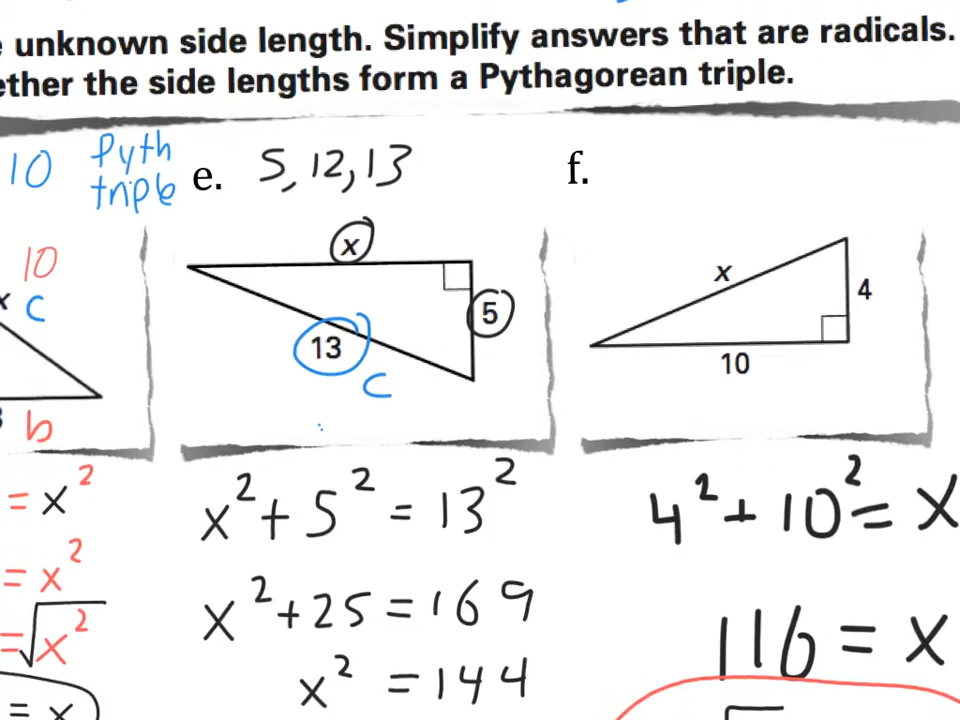 unknown side length. Simplify answers that are radicals.
ether the side lengths form a Pythagorean triple.
10 Pyth triple
e. 5, 12, 13
f.
10
x
c
b
x
5
13
c
x
4
10
= x²
= x²
= √x²
= x
x² + 5² = 13²
x² + 25 = 169
x² = 144
4² + 10² = x
116 = x